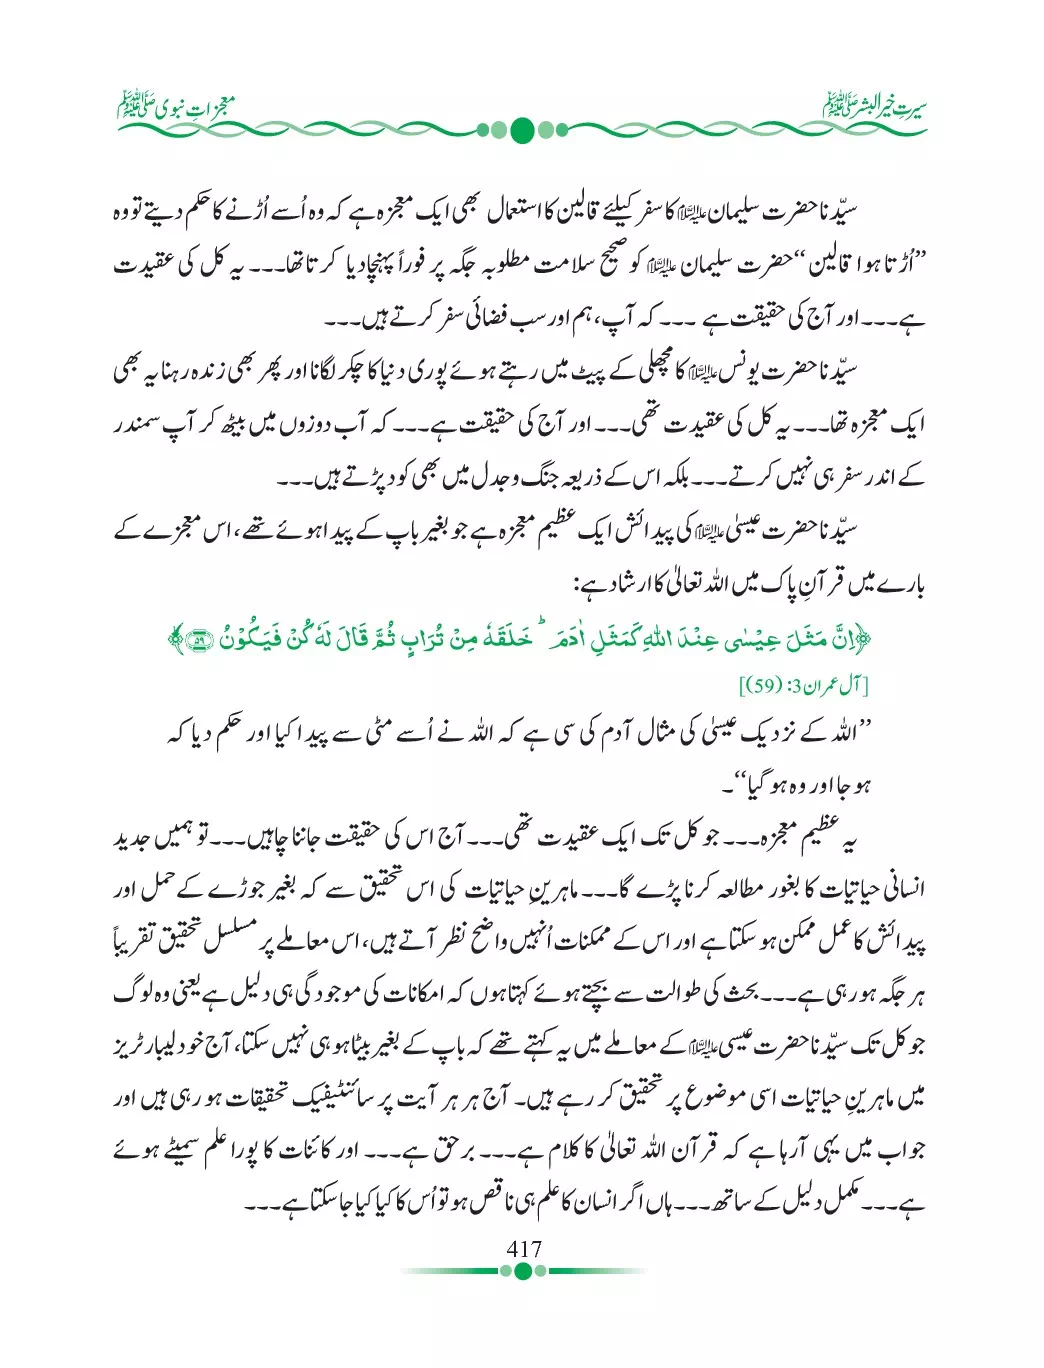 سیرتِ خیر البشر ﷺ
معجزاتِ نبوی ﷺ
سیّدنا حضرت سلیمان علیہ السلام کا سفر کیلئے قالین کا استعمال بھی ایک معجزہ ہے کہ وہ اُسے اُڑنے کا حکم دیتے تو وہ
”اُڑتا ہوا قالین“ حضرت سلیمان علیہ السلام کو صحیح سلامت مطلوبہ جگہ پر فوراً پہنچا دیا کرتا تھا۔۔۔ یہ کل کی عقیدت
ہے۔۔۔ اور آج کی حقیقت ہے ۔۔۔ کہ آپ، ہم اور سب فضائی سفر کرتے ہیں۔۔۔
سیّدنا حضرت یونس علیہ السلام کا مچھلی کے پیٹ میں رہتے ہوئے پوری دنیا کا چکر لگانا اور پھر بھی زندہ رہنا یہ بھی
ایک معجزہ تھا۔۔۔ یہ کل کی عقیدت تھی۔۔۔ اور آج کی حقیقت ہے۔۔۔ کہ آب دوزوں میں بیٹھ کر آپ سمندر
کے اندر سفر ہی نہیں کرتے۔۔۔ بلکہ اس کے ذریعہ جنگ و جدل میں بھی کود پڑتے ہیں۔۔۔
سیّدنا حضرت عیسیٰ علیہ السلام کی پیدائش ایک عظیم معجزہ ہے جو بغیر باپ کے پیدا ہوئے تھے، اس معجزے کے
بارے میں قرآنِ پاک میں اللہ تعالیٰ کا ارشاد ہے:
﴿اِنَّ مَثَلَ عِیْسٰی عِنْدَ اللّٰہِ کَمَثَلِ اٰدَمَ ؕ خَلَقَہٗ مِنْ تُرَابٍ ثُمَّ قَالَ لَہٗ کُنْ فَیَکُوْنُ ﴿۵۹﴾﴾
[آل عمران 3: (59)]
”اللہ کے نزدیک عیسیٰ کی مثال آدم کی سی ہے کہ اللہ نے اُسے مٹی سے پیدا کیا اور حکم دیا کہ
ہو جا اور وہ ہو گیا“۔
یہ عظیم معجزہ۔۔۔ جو کل تک ایک عقیدت تھی۔۔۔ آج اس کی حقیقت جاننا چاہیں۔۔۔ تو ہمیں جدید
انسانی حیاتیات کا بغور مطالعہ کرنا پڑے گا۔۔۔ ماہرینِ حیاتیات کی اس تحقیق سے کہ بغیر جوڑے کے حمل اور
پیدائش کا عمل ممکن ہو سکتا ہے اور اس کے ممکنات اُنہیں واضح نظر آتے ہیں، اس معاملے پر مسلسل تحقیق تقریباً
ہر جگہ ہو رہی ہے۔۔۔ بحث کی طوالت سے بچتے ہوئے کہتا ہوں کہ امکانات کی موجودگی ہی دلیل ہے یعنی وہ لوگ
جو کل تک سیّدنا حضرت عیسیٰ علیہ السلام کے معاملے میں یہ کہتے تھے کہ باپ کے بغیر بیٹا ہو ہی نہیں سکتا، آج خود لیبارٹریز
میں ماہرینِ حیاتیات اسی موضوع پر تحقیق کر رہے ہیں۔ آج ہر ہر آیت پر سائنٹیفیک تحقیقات ہو رہی ہیں اور
جواب میں یہی آرہا ہے کہ قرآن اللہ تعالیٰ کا کلام ہے۔۔۔ برحق ہے۔۔۔ اور کائنات کا پورا علم سمیٹے ہوئے
ہے۔۔۔ مکمل دلیل کے ساتھ۔۔۔ ہاں اگر انسان کا علم ہی ناقص ہو تو اُس کا کیا کیا جا سکتا ہے۔۔۔
417